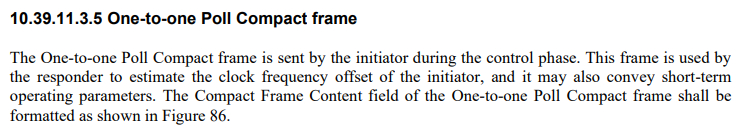 10.39.11.3.5 One-to-one Poll Compact frame
The One-to-one Poll Compact frame is sent by the initiator during the control phase. This frame is used by
the responder to estimate the clock frequency offset of the initiator, and it may also convey short-term
operating parameters. The Compact Frame Content field of the One-to-one Poll Compact frame shall be
formatted as shown in Figure 86.